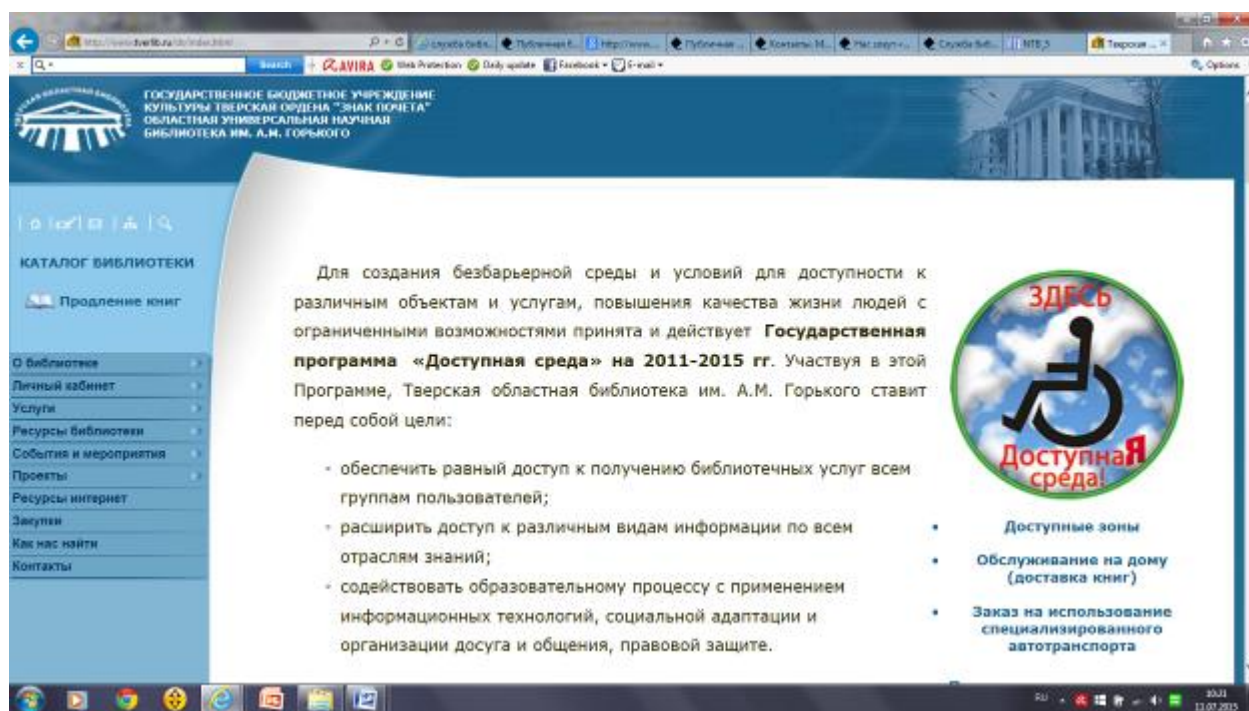 Search
AVIRA Web Protection Daily update Facebook E-mail
Options
ГОСУДАРСТВЕННОЕ БЮДЖЕТНОЕ УЧРЕЖДЕНИЕ
КУЛЬТУРЫ ТВЕРСКАЯ ОРДЕНА "ЗНАК ПОЧЕТА"
ОБЛАСТНАЯ УНИВЕРСАЛЬНАЯ НАУЧНАЯ
БИБЛИОТЕКА ИМ. А.М. ГОРЬКОГО
КАТАЛОГ БИБЛИОТЕКИ
Продление книг
О библиотеке
Личный кабинет
Услуги
Ресурсы библиотеки
События и мероприятия
Проекты
Ресурсы интернет
Закупки
Как нас найти
Контакты
Для создания безбарьерной среды и условий для доступности к
различным объектам и услугам, повышения качества жизни людей с
ограниченными возможностями принята и действует Государственная
программа «Доступная среда» на 2011-2015 гг. Участвуя в этой
Программе, Тверская областная библиотека им. А.М. Горького ставит
перед собой цели:
- обеспечить равный доступ к получению библиотечных услуг всем
группам пользователей;
- расширить доступ к различным видам информации по всем
отраслям знаний;
- содействовать образовательному процессу с применением
информационных технологий, социальной адаптации и
организации досуга и общения, правовой защите.
ЗДЕСЬ
ДоступнаЯ
среда!
• Доступные зоны
• Обслуживание на дому
(доставка книг)
• Заказ на использование
специализированного
автотранспорта
RU
10:21
11.07.2015